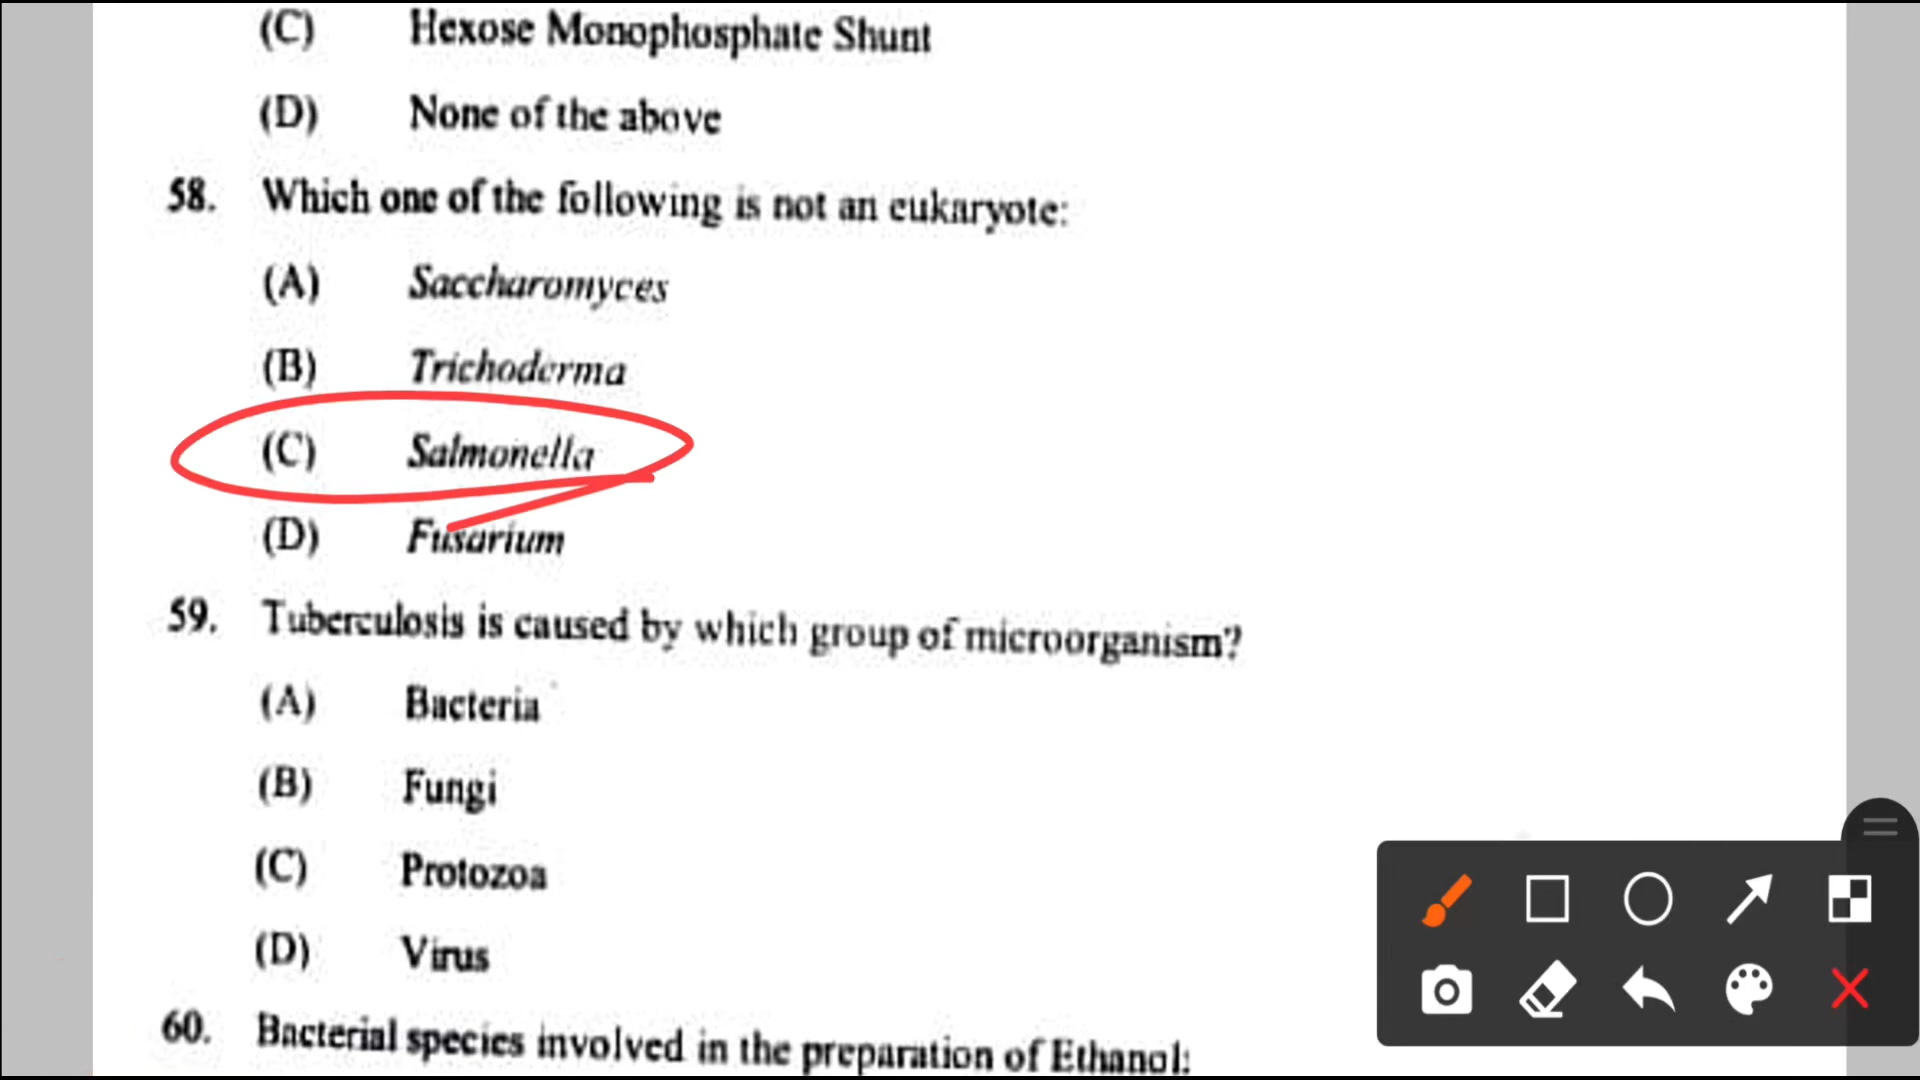 (C) Hexose Monophosphate Shunt
(D) None of the above
58. Which one of the following is not an eukaryote:
(A) Saccharomyces
(B) Trichoderma
(C) Salmonella
(D) Fusarium
59. Tuberculosis is caused by which group of microorganism?
(A) Bacteria
(B) Fungi
(C) Protozoa
(D) Virus
60. Bacterial species involved in the preparation of Ethanol: